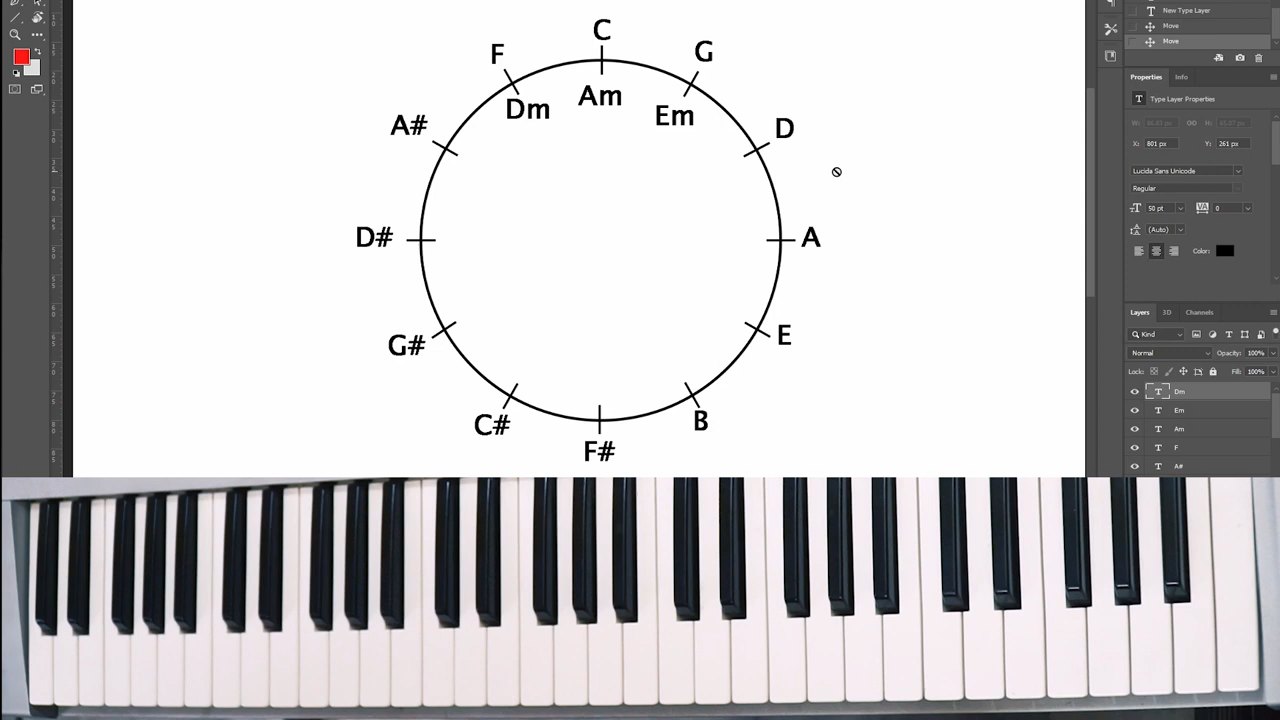 C
F
G
Dm
Am
Em
A#
D
D#
A
G#
E
C#
B
F#
New Type Layer
Move
Move
Properties
Info
T
Type Layer Properties
X:
801 px
Y:
261 px
Lucida Sans Unicode
Regular
50 pt
0
(Auto)
Color:
Layers
3D
Channels
Kind
Normal
Opacity:
100%
Lock:
Fill:
100%
T Dm
T Em
T Am
T F
T A#